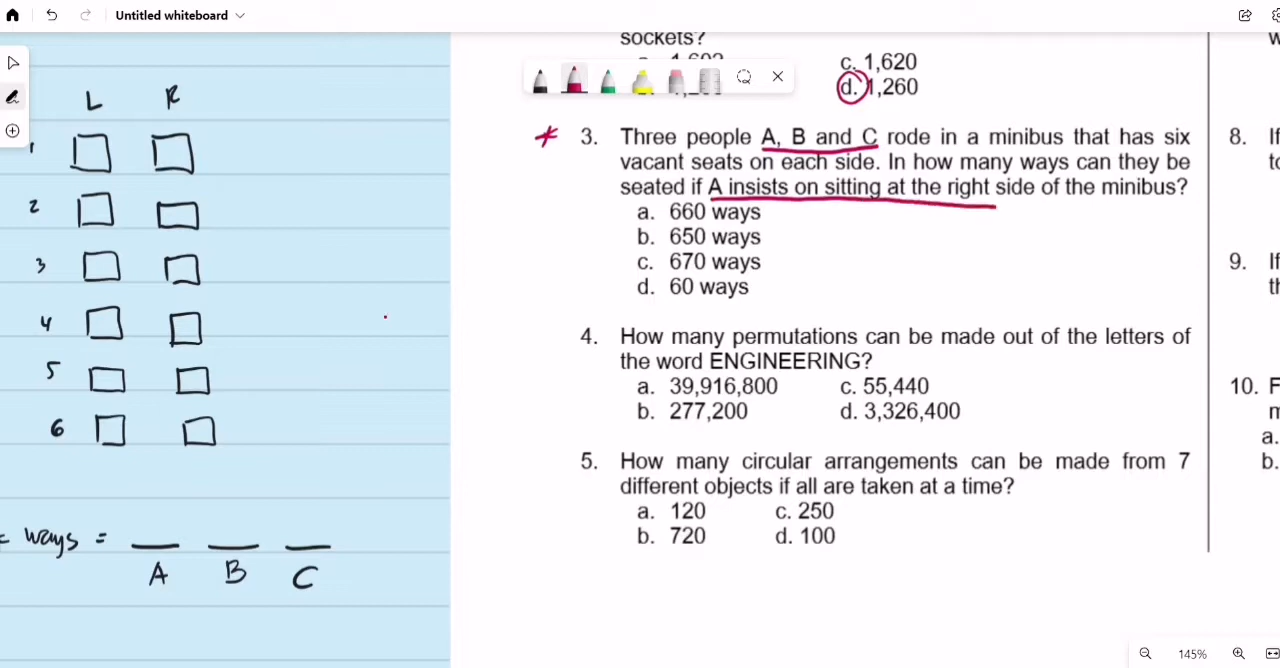 Untitled whiteboard
L R
2
3
4
5
6
ways =
A B C
sockets?
c. 1,620
d. 1,260
* 3. Three people A, B and C rode in a minibus that has six
vacant seats on each side. In how many ways can they be
seated if A insists on sitting at the right side of the minibus?
a. 660 ways
b. 650 ways
c. 670 ways
d. 60 ways
4. How many permutations can be made out of the letters of
the word ENGINEERING?
a. 39,916,800 c. 55,440
b. 277,200 d. 3,326,400
5. How many circular arrangements can be made from 7
different objects if all are taken at a time?
a. 120 c. 250
b. 720 d. 100
8. If
9. If
10. F
a.
b.
145%